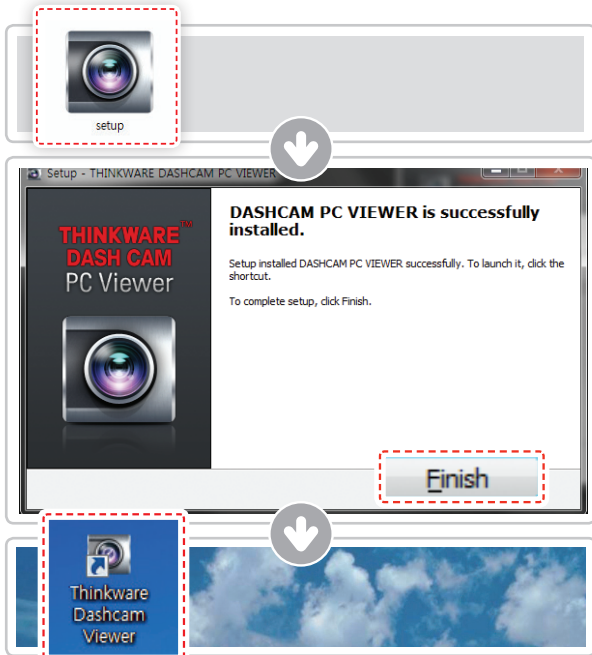 setup
Setup - THINKWARE DASHCAM PC VIEWER
THINKWARE™
DASH CAM
PC Viewer
DASHCAM PC VIEWER is successfully
installed.
Setup installed DASHCAM PC VIEWER successfully. To launch it, click the
shortcut.
To complete setup, click Finish.
Finish
Thinkware
Dashcam
Viewer